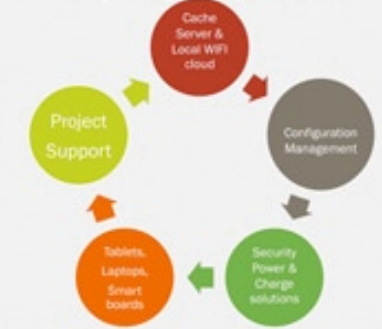 Cache
Server &
Local WIFI
cloud
Configuration
Management
Security
Power &
Charge
solutions
Tablets,
Laptops,
Smart
boards
Project
Support